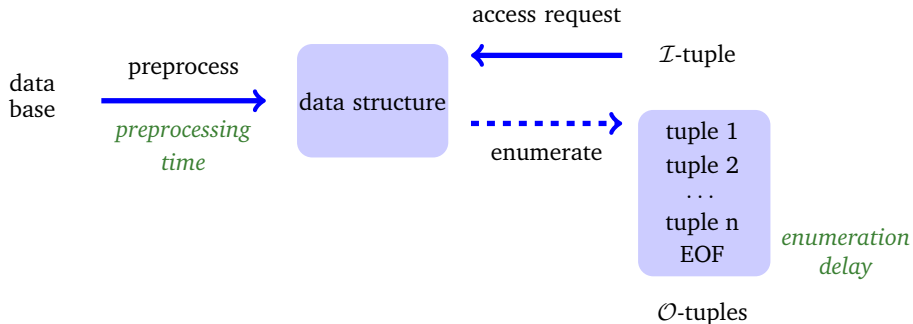 access request
preprocess
data
base
data structure
ℐ-tuple
preprocessing
time
enumerate
tuple 1
tuple 2
...
tuple n
EOF
enumeration
delay
𝒪-tuples